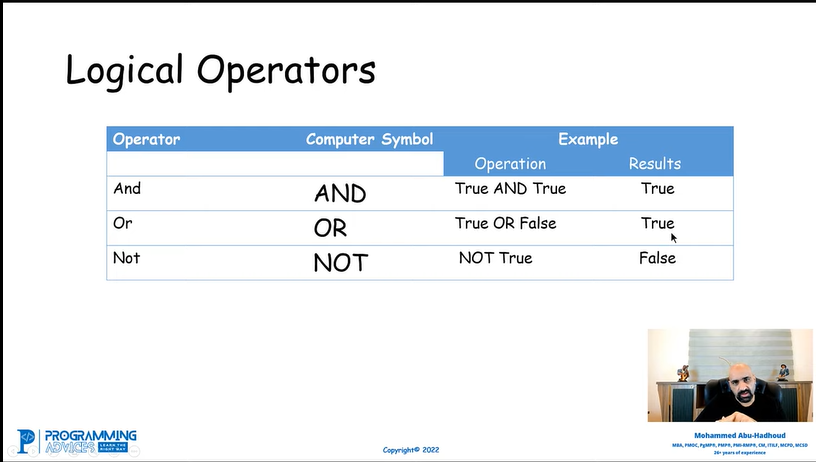 Logical Operators
Operator Computer Symbol Example
Operation Results
And AND True AND True True
Or OR True OR False True
Not NOT NOT True False
PROGRAMMING
ADVICES LEARN THE RIGHT WAY
Copyright© 2022
Mohammed Abu-Hadhoud
MBA, PMOC, PgMP®, PMP®, PMI-RMP®, CM, ITILF, MCPD, MCSD
26+ years of experience